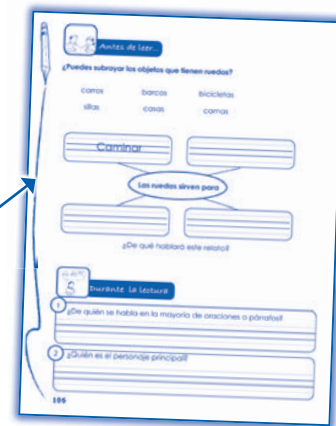 Antes de leer...
¿Puedes subrayar los objetos que tienen ruedas?
carros barcos bicicletas
sillas casas camas
Caminar
Las ruedas sirven para
¿De qué hablará este relato?
Durante la lectura
1 ¿De quién se habla en la mayoría de oraciones o párrafos?
2 ¿Quién es el personaje principal?
106